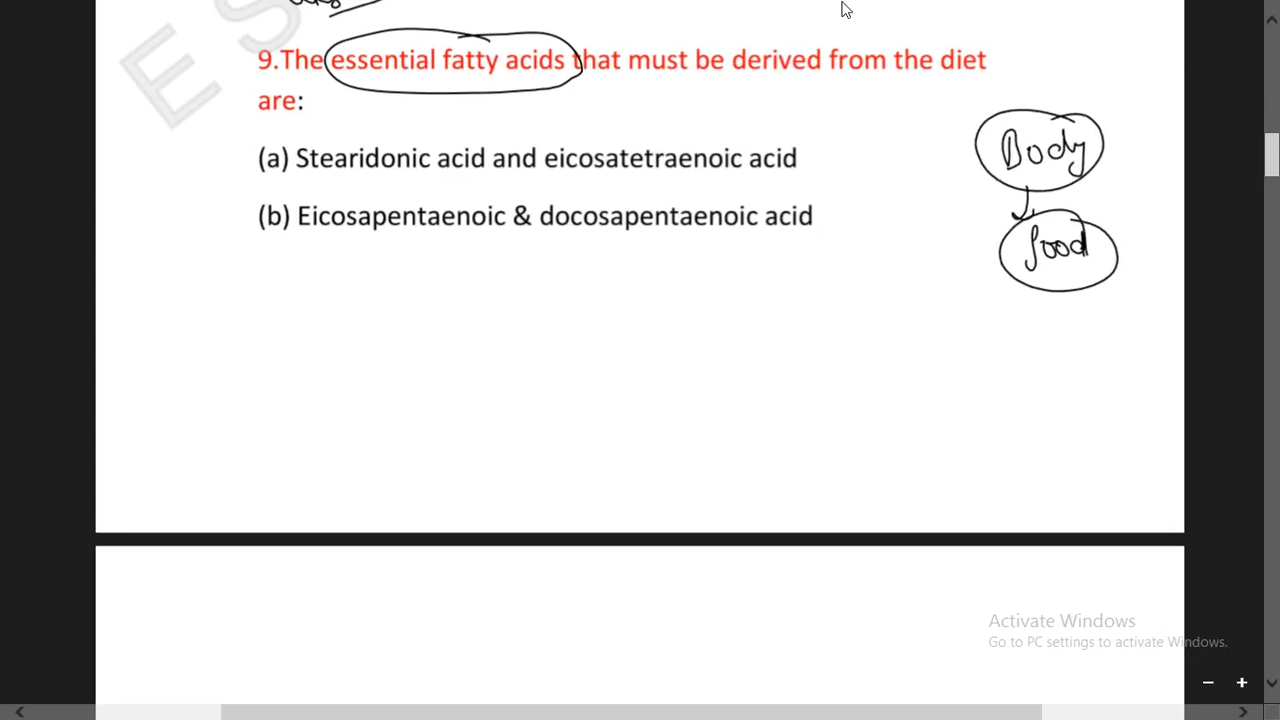 9.The essential fatty acids that must be derived from the diet
are:
(a) Stearidonic acid and eicosatetraenoic acid
(b) Eicosapentaenoic & docosapentaenoic acid
Body
food
E S
Activate Windows
Go to PC settings to activate Windows.